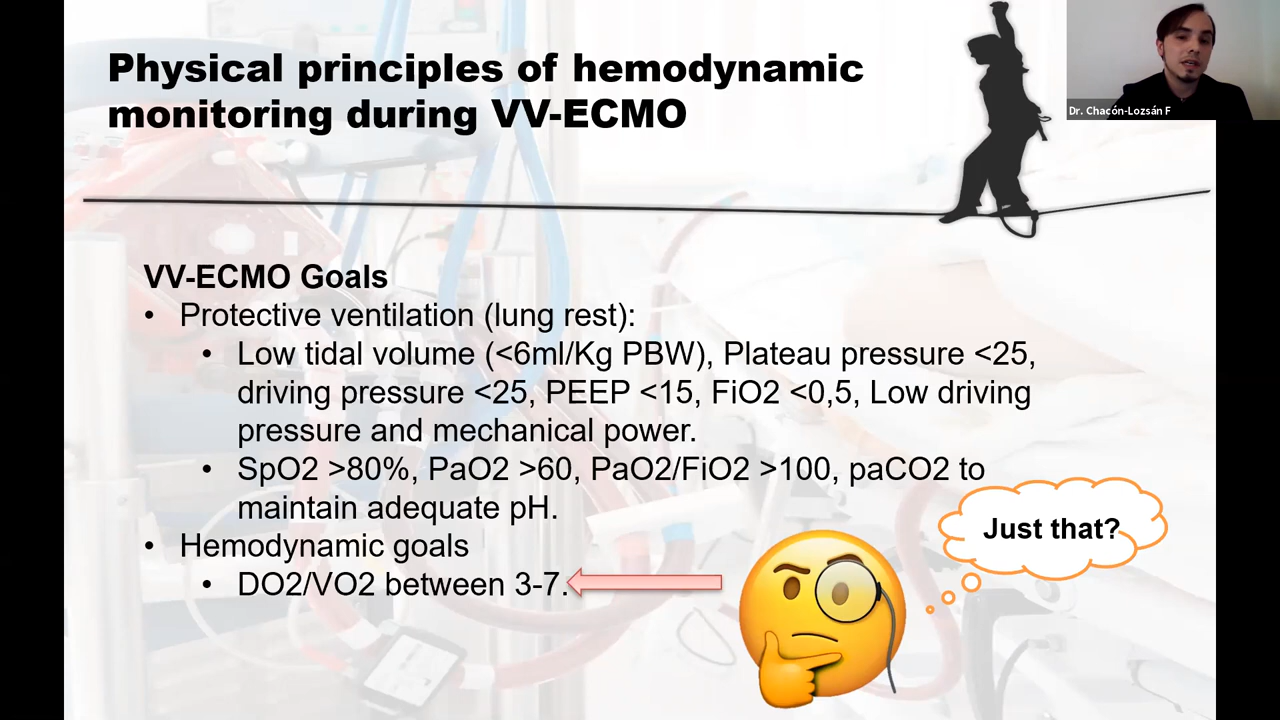 Physical principles of hemodynamic
monitoring during VV-ECMO
Dr. Chacón-Lozsán F
VV-ECMO Goals
• Protective ventilation (lung rest):
• Low tidal volume (<6ml/Kg PBW), Plateau pressure <25,
driving pressure <25, PEEP <15, FiO2 <0,5, Low driving
pressure and mechanical power.
• SpO2 >80%, PaO2 >60, PaO2/FiO2 >100, paCO2 to
maintain adequate pH.
• Hemodynamic goals
• DO2/VO2 between 3-7.
Just that?